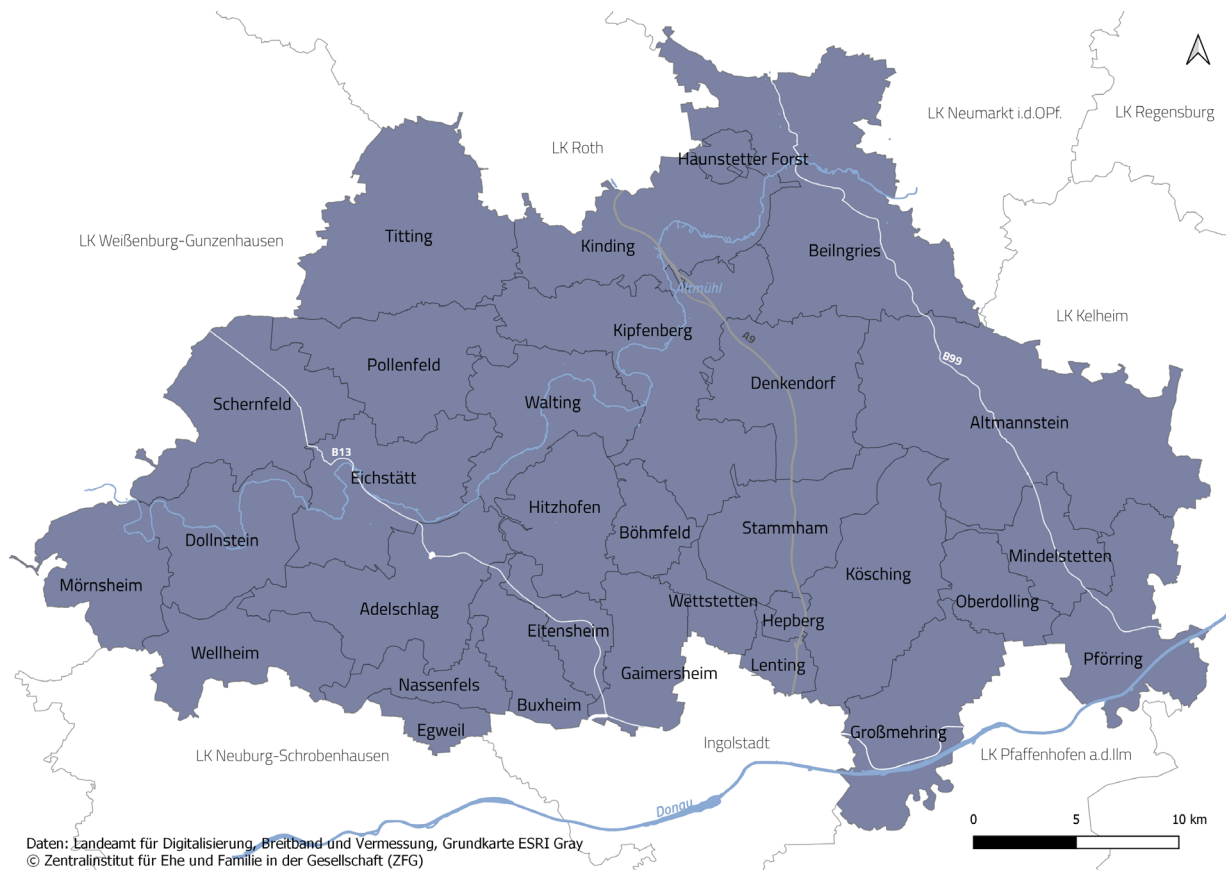 LK Neumarkt i.d.OPf.
LK Regensburg
LK Roth
Haunstetter Forst
LK Weißenburg-Gunzenhausen
Titting
Kinding
Beilngries
Altmühl
LK Kelheim
Kipfenberg
A9
B99
Pollenfeld
Denkendorf
Schernfeld
Walting
Altmannstein
B13
Eichstätt
Hitzhofen
Böhmfeld
Stammham
Dollnstein
Mindelstetten
Mörnsheim
Kösching
Adelschlag
Wettstetten
Oberdolling
Hepberg
Eitensheim
Wellheim
Gaimersheim
Lenting
Pförring
Nassenfels
Buxheim
Egweil
Großmehring
Ingolstadt
LK Neuburg-Schrobenhausen
LK Pfaffenhofen a.d.Ilm
Donau
0 5 10 km
Daten: Landeamt für Digitalisierung, Breitband und Vermessung, Grundkarte ESRI Gray
© Zentralinstitut für Ehe und Familie in der Gesellschaft (ZFG)